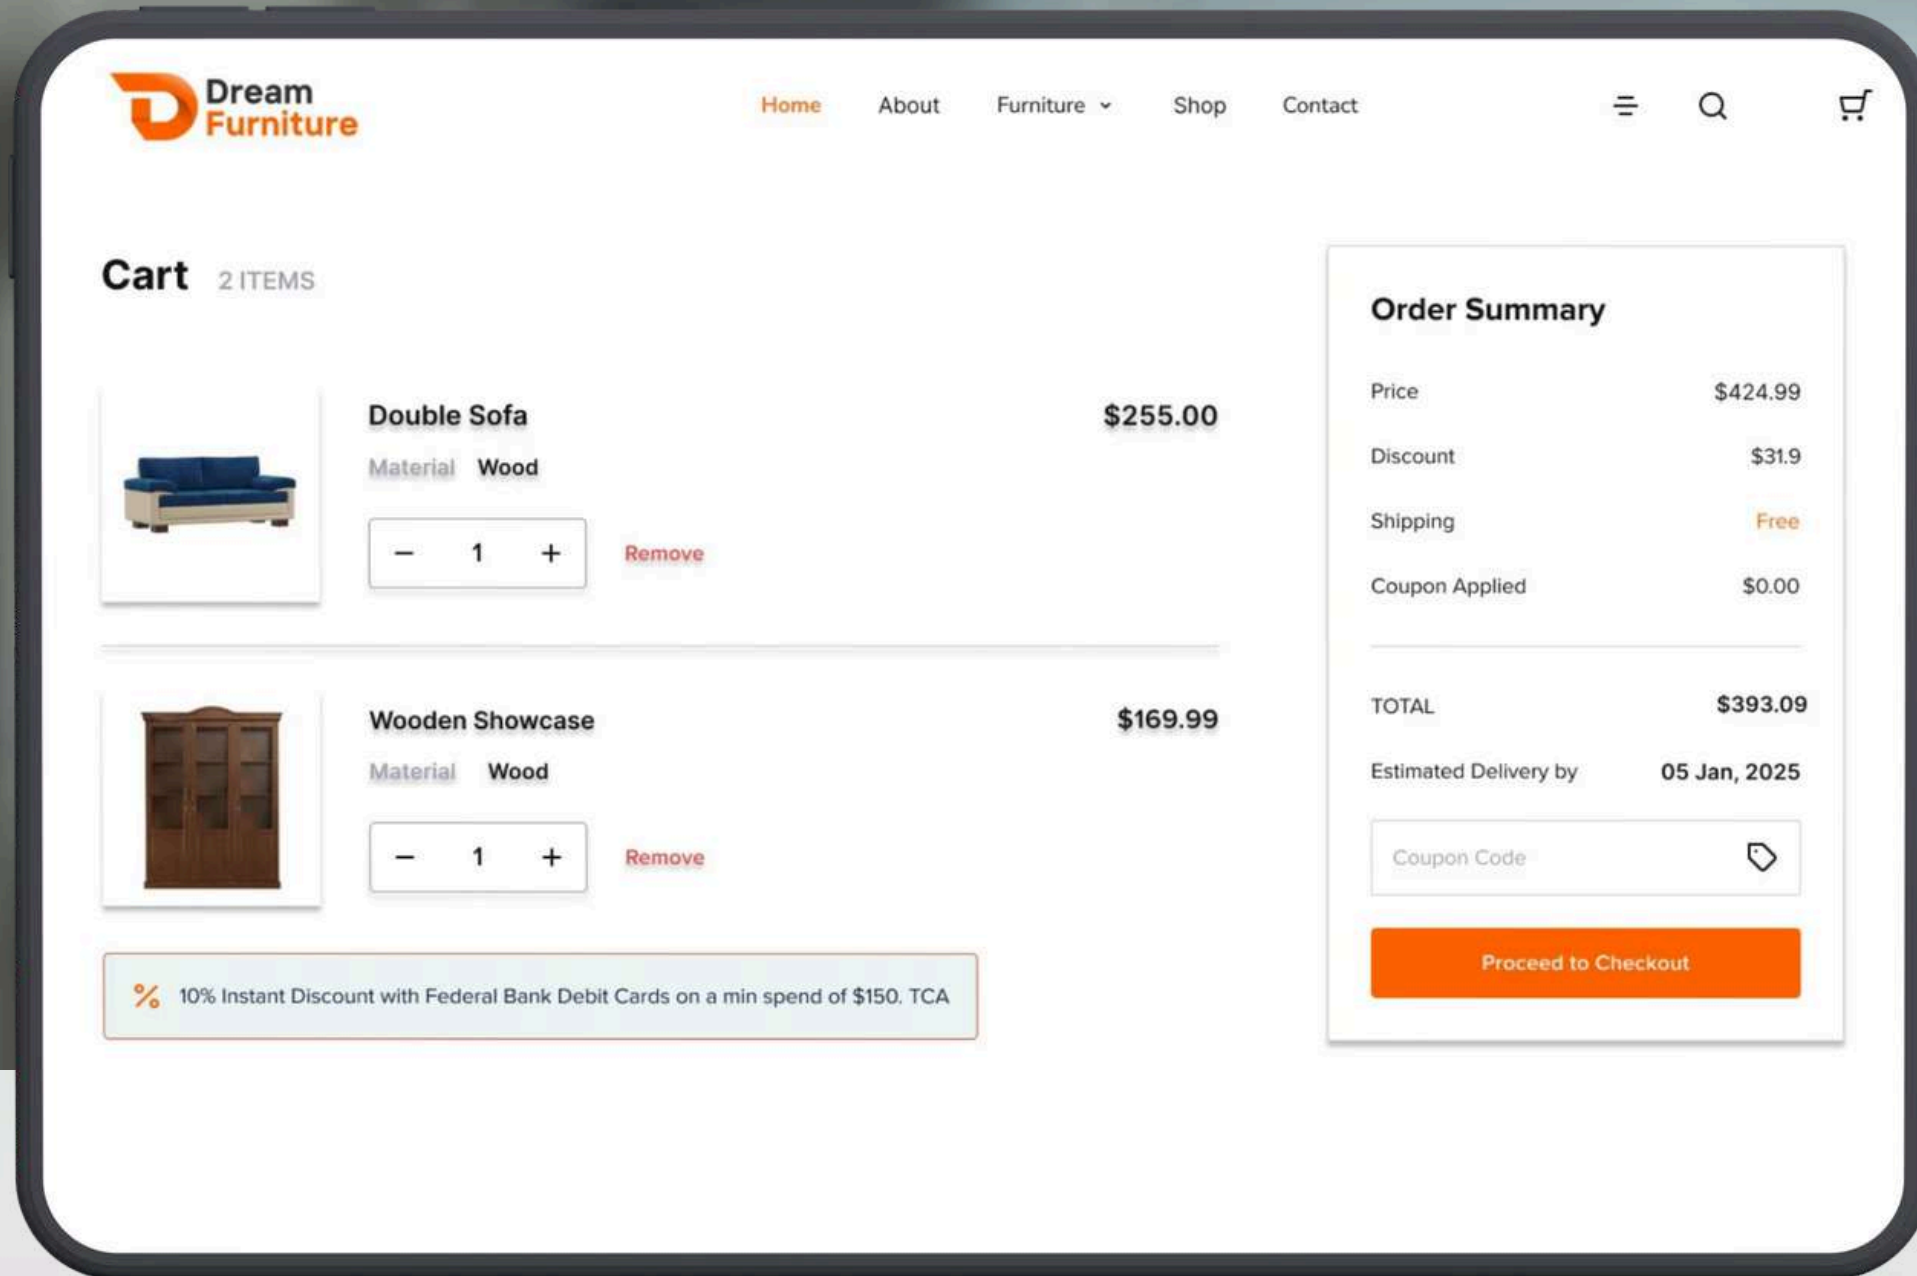 Dream
Furniture
Home About Furniture Shop Contact
Cart 2 ITEMS
Double Sofa $255.00
Material Wood
− 1 + Remove
Wooden Showcase $169.99
Material Wood
− 1 + Remove
% 10% Instant Discount with Federal Bank Debit Cards on a min spend of $150. TCA
Order Summary
Price $424.99
Discount $31.9
Shipping Free
Coupon Applied $0.00
TOTAL $393.09
Estimated Delivery by 05 Jan, 2025
Coupon Code
Proceed to Checkout